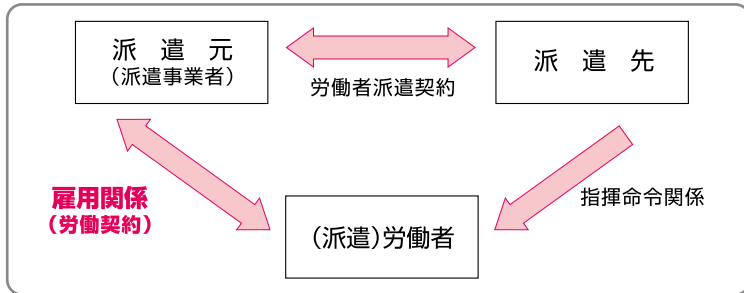 派遣元
（派遣事業者）
派遣先
労働者派遣契約
雇用関係
（労働契約）
指揮命令関係
（派遣）労働者